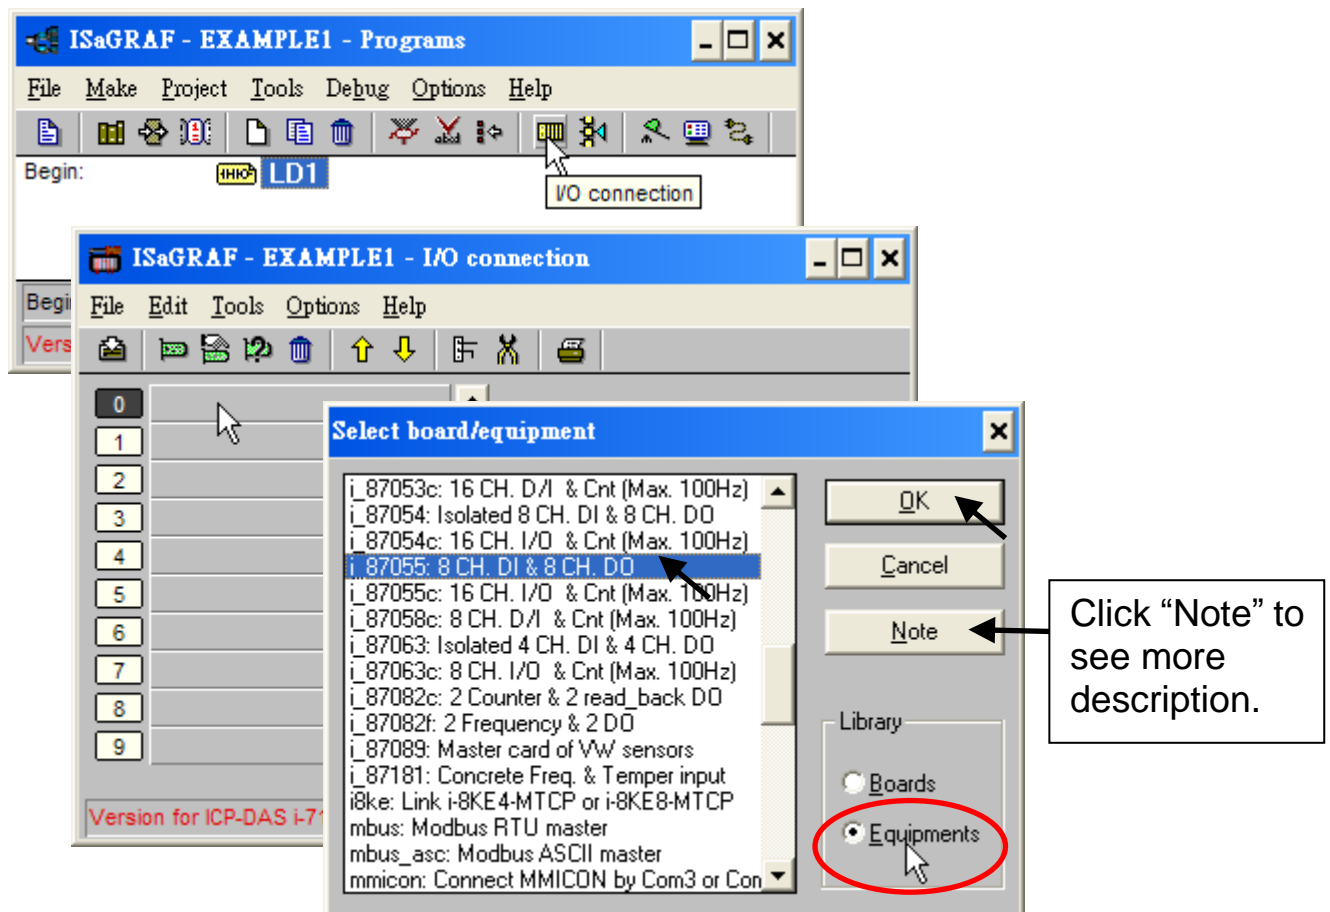 ISaGRAF - EXAMPLE1 - Programs
File Make Project Tools Debug Options Help
Begin: LD1
I/O connection
ISaGRAF - EXAMPLE1 - I/O connection
Begi
File Edit Tools Options Help
Vers
0
1
2
3
4
5
6
7
8
9
Version for ICP-DAS i-71
Select board/equipment
i_87053c: 16 CH. D/I & Cnt (Max. 100Hz)
i_87054: Isolated 8 CH. DI & 8 CH. DO
i_87054c: 16 CH. I/O & Cnt (Max. 100Hz)
i_87055: 8 CH. DI & 8 CH. DO
i_87055c: 16 CH. I/O & Cnt (Max. 100Hz)
i_87058c: 8 CH. D/I & Cnt (Max. 100Hz)
i_87063: Isolated 4 CH. DI & 4 CH. DO
i_87063c: 8 CH. I/O & Cnt (Max. 100Hz)
i_87082c: 2 Counter & 2 read_back DO
i_87082f: 2 Frequency & 2 DO
i_87089: Master card of VW sensors
i_87181: Concrete Freq. & Temper input
i8ke: Link i-8KE4-MTCP or i-8KE8-MTCP
mbus: Modbus RTU master
mbus_asc: Modbus ASCII master
mmicon: Connect MMICON by Com3 or Con
OK
Cancel
Note
Library
Boards
Equipments
Click “Note” to
see more
description.